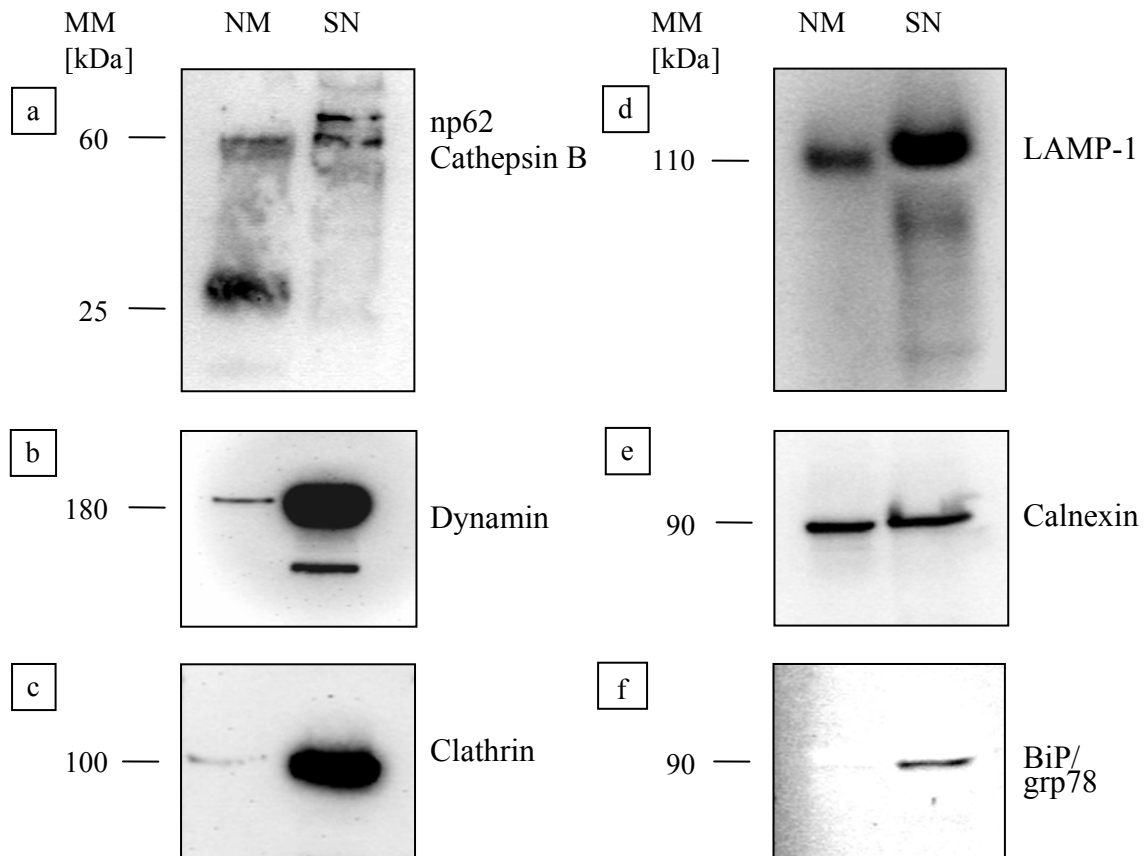 MM NM SN
[kDa]
a
60
25
np62
Cathepsin B
b
180
Dynamin
c
100
Clathrin
MM NM SN
[kDa]
d
110
LAMP-1
e
90
Calnexin
f
90
BiP/
grp78